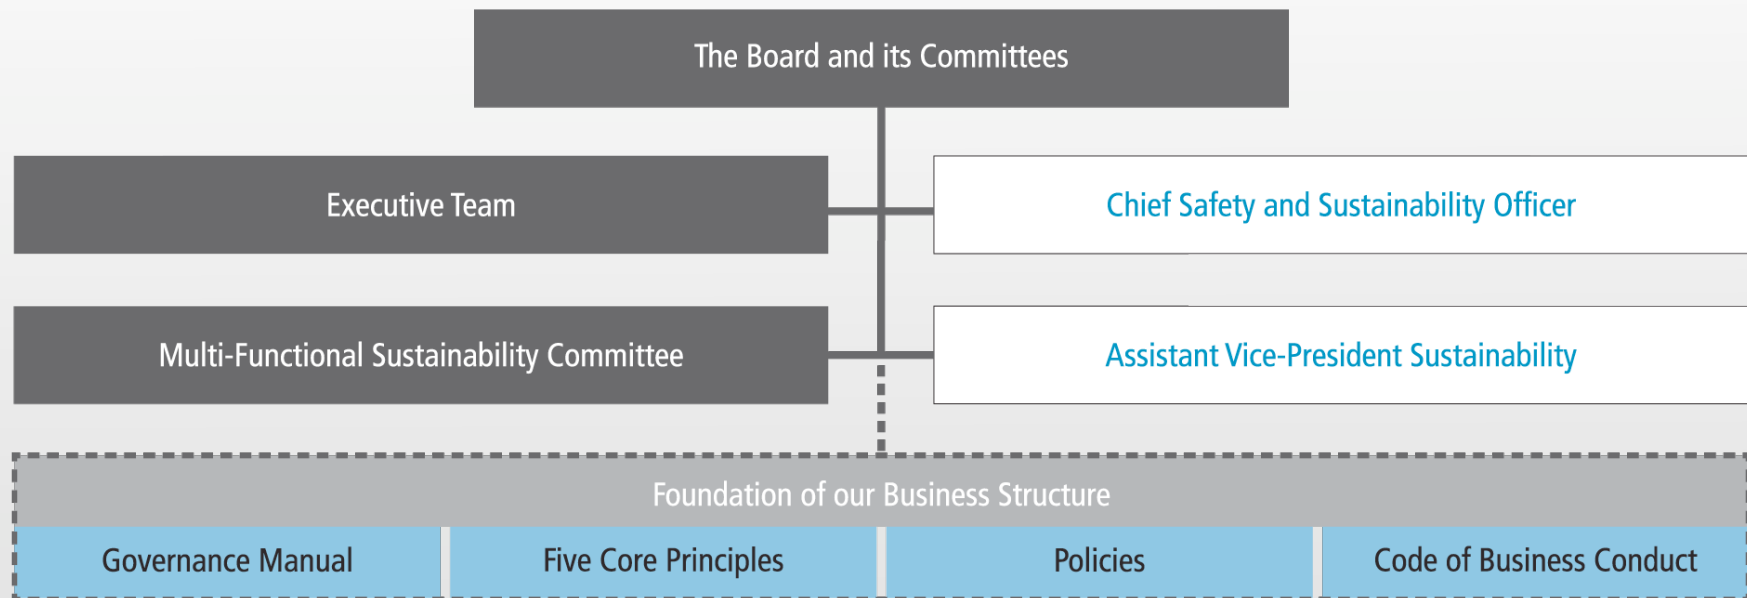 The Board and its Committees
Executive Team
Chief Safety and Sustainability Officer
Multi-Functional Sustainability Committee
Assistant Vice-President Sustainability
Foundation of our Business Structure
Governance Manual
Five Core Principles
Policies
Code of Business Conduct